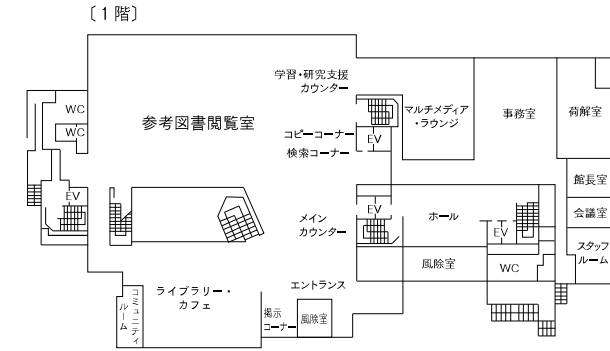 〔1階〕
学習・研究支援
カウンター
WC
WC
参考図書閲覧室
マルチメディア
・ラウンジ
事務室
荷解室
コピーコーナー
EV
検索コーナー
館長室
EV
EV
メイン
カウンター
ホール
EV
会議室
スタッフ
ルーム
風除室
WC
ライブラリー・
カフェ
エントランス
コミュニティ
ルーム
掲示
コーナー
風除室